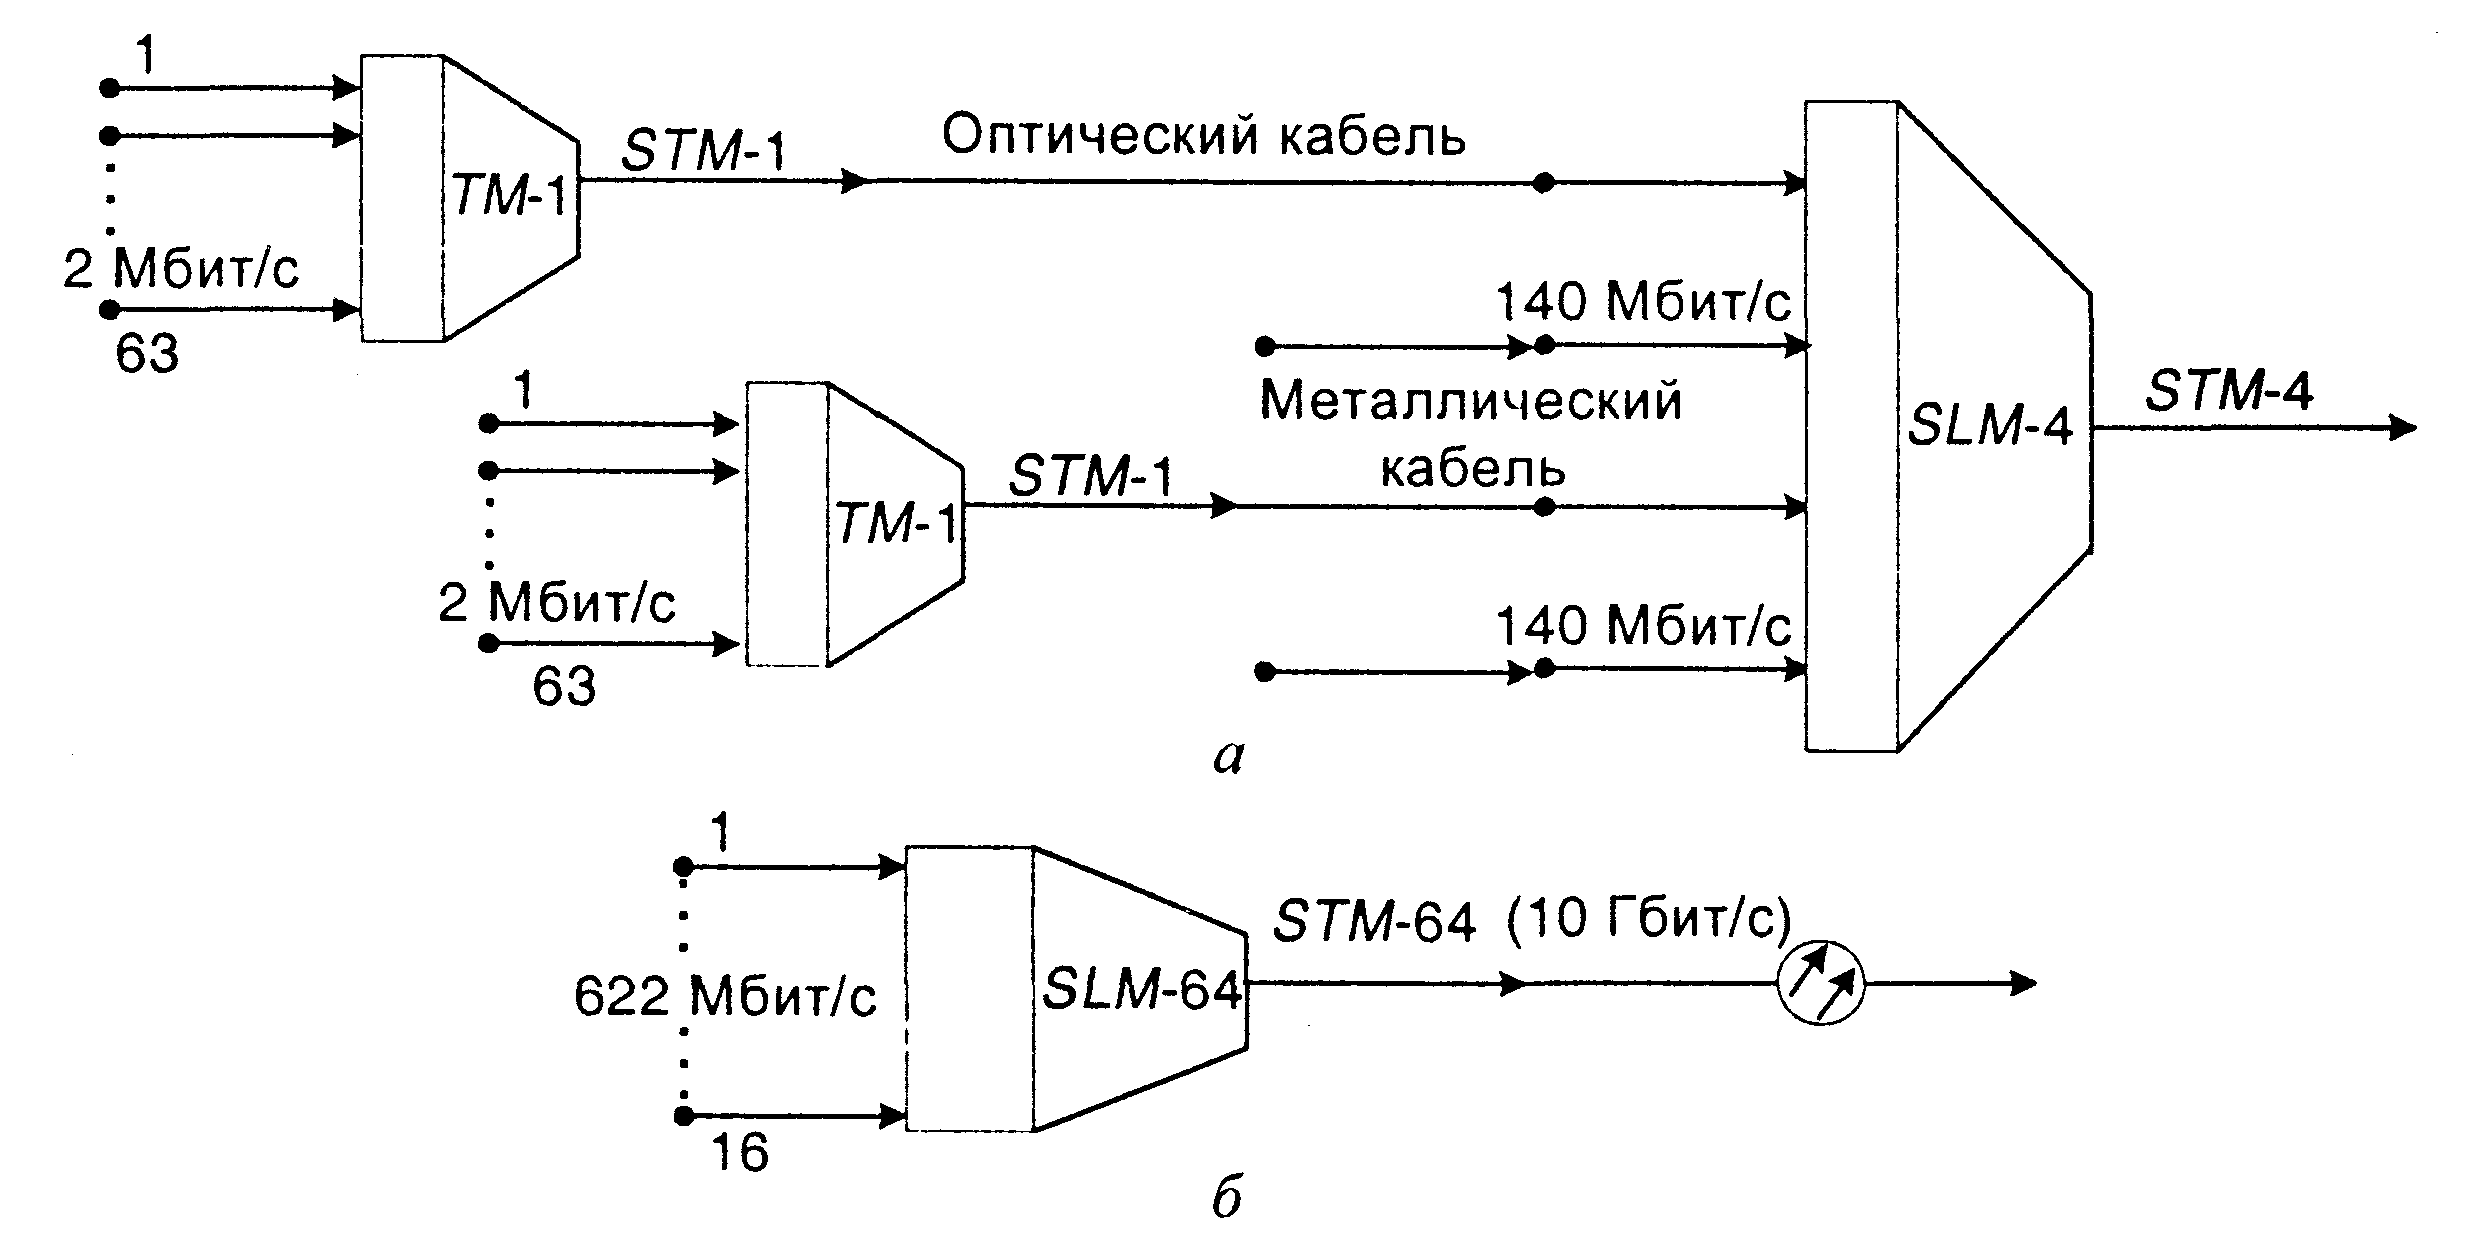 1
STM-1
Оптический кабель
TM-1
2 Мбит/с
63
140 Мбит/с
1
Металлический
кабель
STM-1
TM-1
SLM-4
STM-4
2 Мбит/с
63
140 Мбит/с
а
1
622 Мбит/с
16
SLM-64
STM-64 (10 Гбит/с)
б